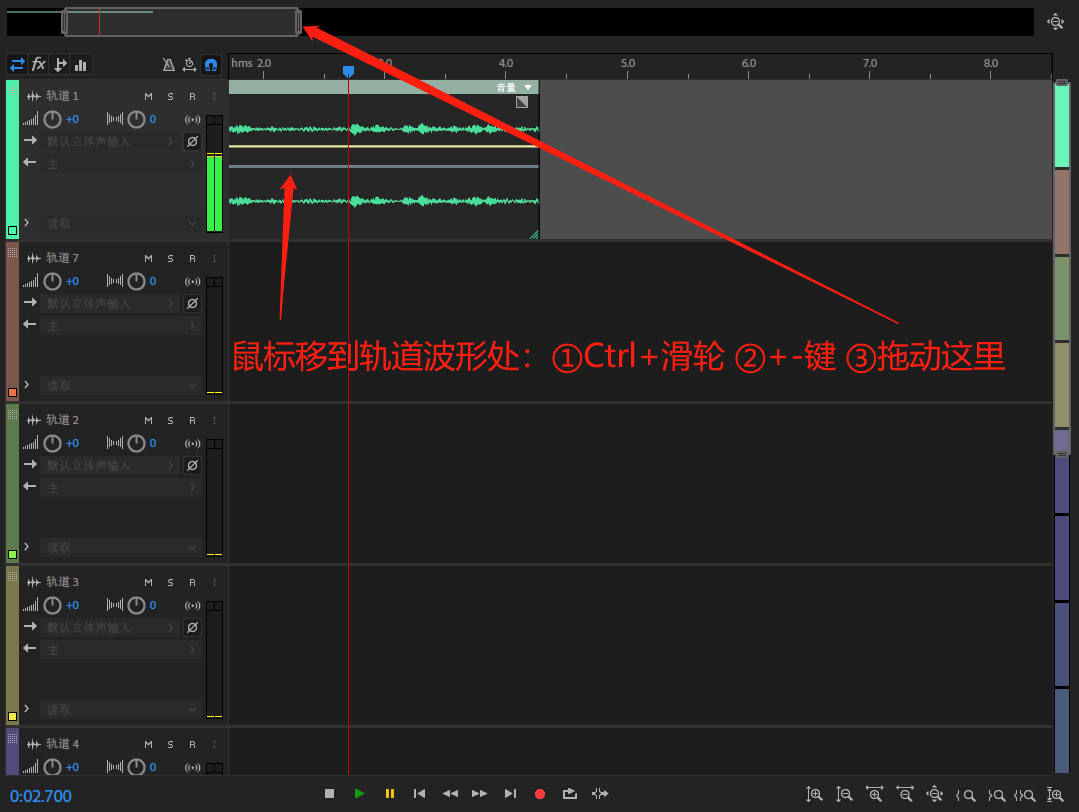 hms 2.0 3.0 4.0 5.0 6.0 7.0 8.0
音量
轨道 1 M S R I
+0 0
默认立体声输入
主
读取
轨道 7 M S R I
+0 0
默认立体声输入
主
读取
鼠标移到轨道波形处：①Ctrl+滑轮 ②+-键 ③拖动这里
轨道 2 M S R I
+0 0
默认立体声输入
主
读取
轨道 3 M S R I
+0 0
默认立体声输入
主
读取
轨道 4 M S R I
+0 0
0:02.700